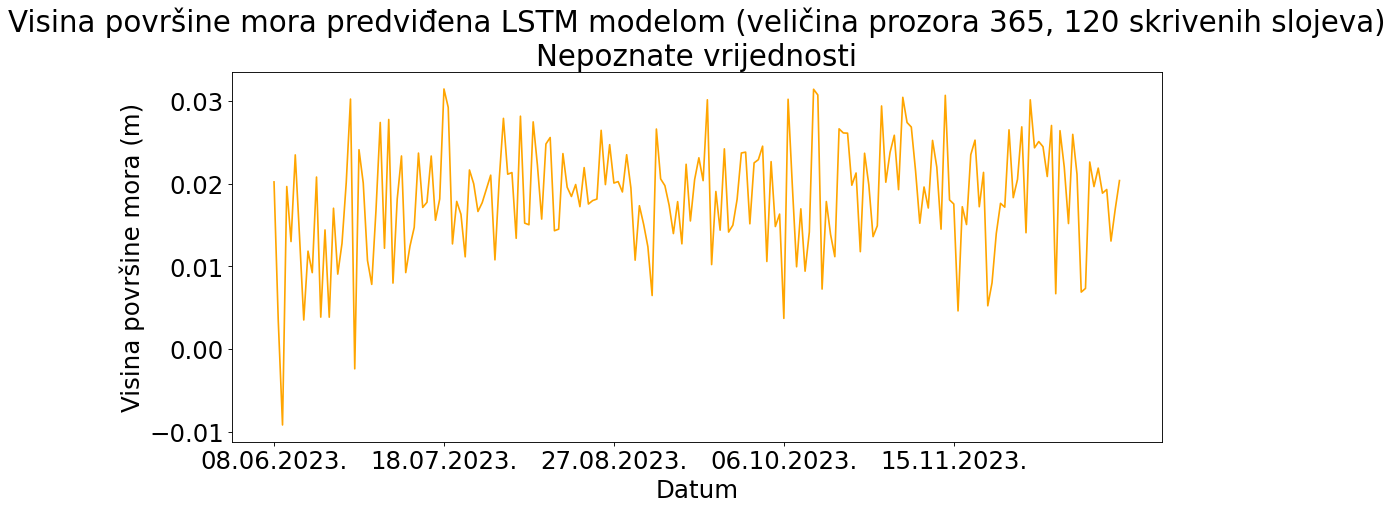 Visina površine mora predviđena LSTM modelom (veličina prozora 365, 120 skrivenih slojeva)
Nepoznate vrijednosti
Visina površine mora (m)
0.03
0.02
0.01
0.00
−0.01
08.06.2023. 18.07.2023. 27.08.2023. 06.10.2023. 15.11.2023.
Datum